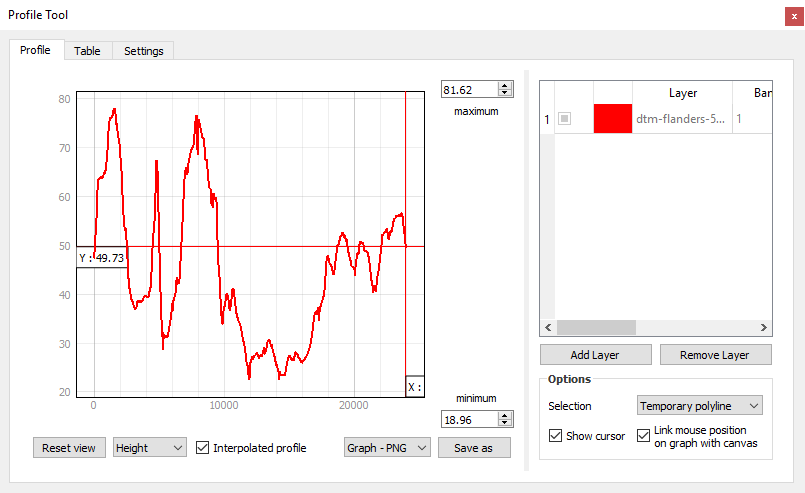 Profile Tool
Profile Table Settings
80
70
60
50
40
30
20
0 10000 20000
Y : 49.73
X :
81.62
maximum
minimum
18.96
Reset view Height Interpolated profile Graph - PNG Save as
Layer Ban
1 dtm-flanders-5... 1
Add Layer Remove Layer
Options
Selection Temporary polyline
Show cursor Link mouse position
on graph with canvas